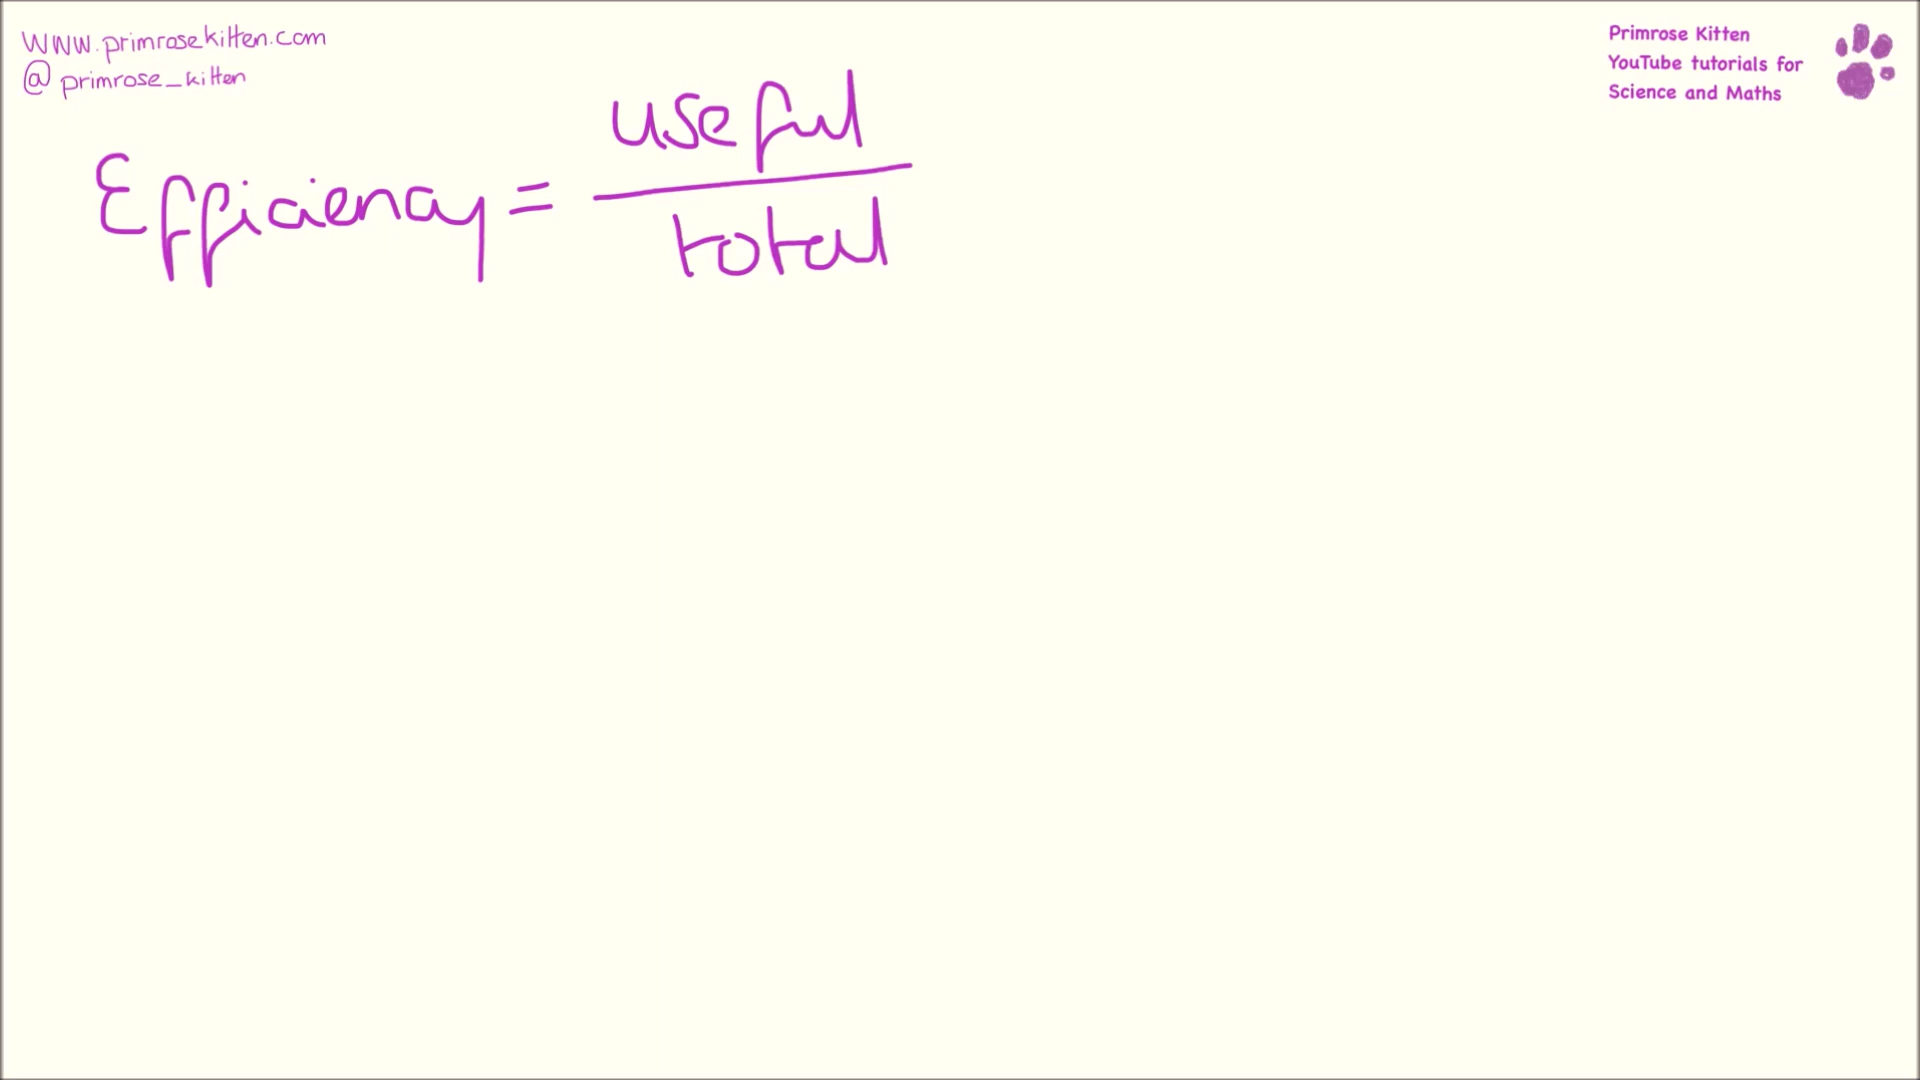 www.primrosekitten.com
@primrose_kitten
Primrose Kitten
YouTube tutorials for
Science and Maths
Efficiency = useful
total